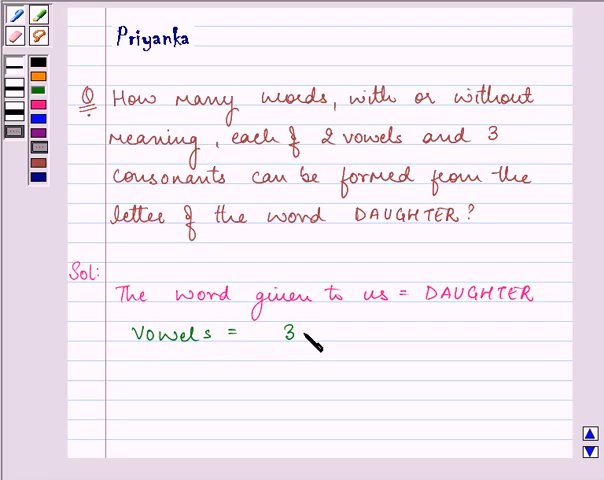 Priyanka
Q How many words, with or without
meaning, each of 2 vowels and 3
consonants can be formed from the
letter of the word DAUGHTER?
Sol:
The word given to us = DAUGHTER
Vowels = 3